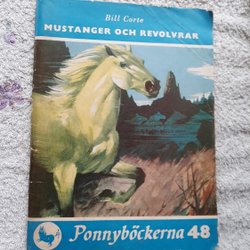 Bill Corte
MUSTANGER OCH REVOLVRAR
Ponnyböckerna 48